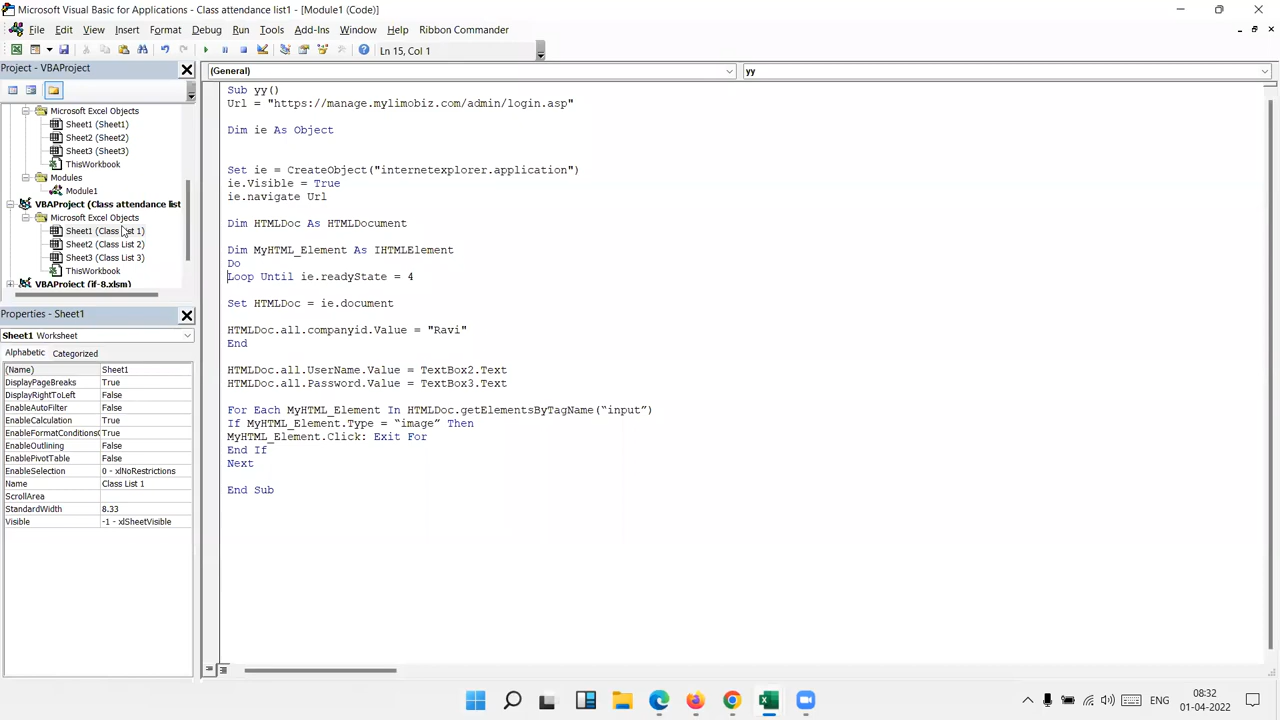 Microsoft Visual Basic for Applications - Class attendance list1 - [Module1 (Code)]
File Edit View Insert Format Debug Run Tools Add-Ins Window Help Ribbon Commander
Ln 15, Col 1
Project - VBAProject
(General)
yy
Microsoft Excel Objects
Sheet1 (Sheet1)
Sheet2 (Sheet2)
Sheet3 (Sheet3)
ThisWorkbook
Modules
Module1
VBAProject (Class attendance list
Microsoft Excel Objects
Sheet1 (Class List 1)
Sheet2 (Class List 2)
Sheet3 (Class List 3)
ThisWorkbook
VBAProject (if-8.xlsm)
Properties - Sheet1
Sheet1 Worksheet
Alphabetic Categorized
(Name) Sheet1
DisplayPageBreaks True
DisplayRightToLeft False
EnableAutoFilter False
EnableCalculation True
EnableFormatConditionsC True
EnableOutlining False
EnablePivotTable False
EnableSelection 0 - xlNoRestrictions
Name Class List 1
ScrollArea
StandardWidth 8.33
Visible -1 - xlSheetVisible
Sub yy()
Url = "https://manage.mylimobiz.com/admin/login.asp"
Dim ie As Object
Set ie = CreateObject("internetexplorer.application")
ie.Visible = True
ie.navigate Url
Dim HTMLDoc As HTMLDocument
Dim MyHTML_Element As IHTMLElement
Do
Loop Until ie.readyState = 4
Set HTMLDoc = ie.document
HTMLDoc.all.companyid.Value = "Ravi"
End
HTMLDoc.all.UserName.Value = TextBox2.Text
HTMLDoc.all.Password.Value = TextBox3.Text
For Each MyHTML_Element In HTMLDoc.getElementsByTagName(“input”)
If MyHTML_Element.Type = “image” Then
MyHTML_Element.Click: Exit For
End If
Next
End Sub
ENG
08:32
01-04-2022